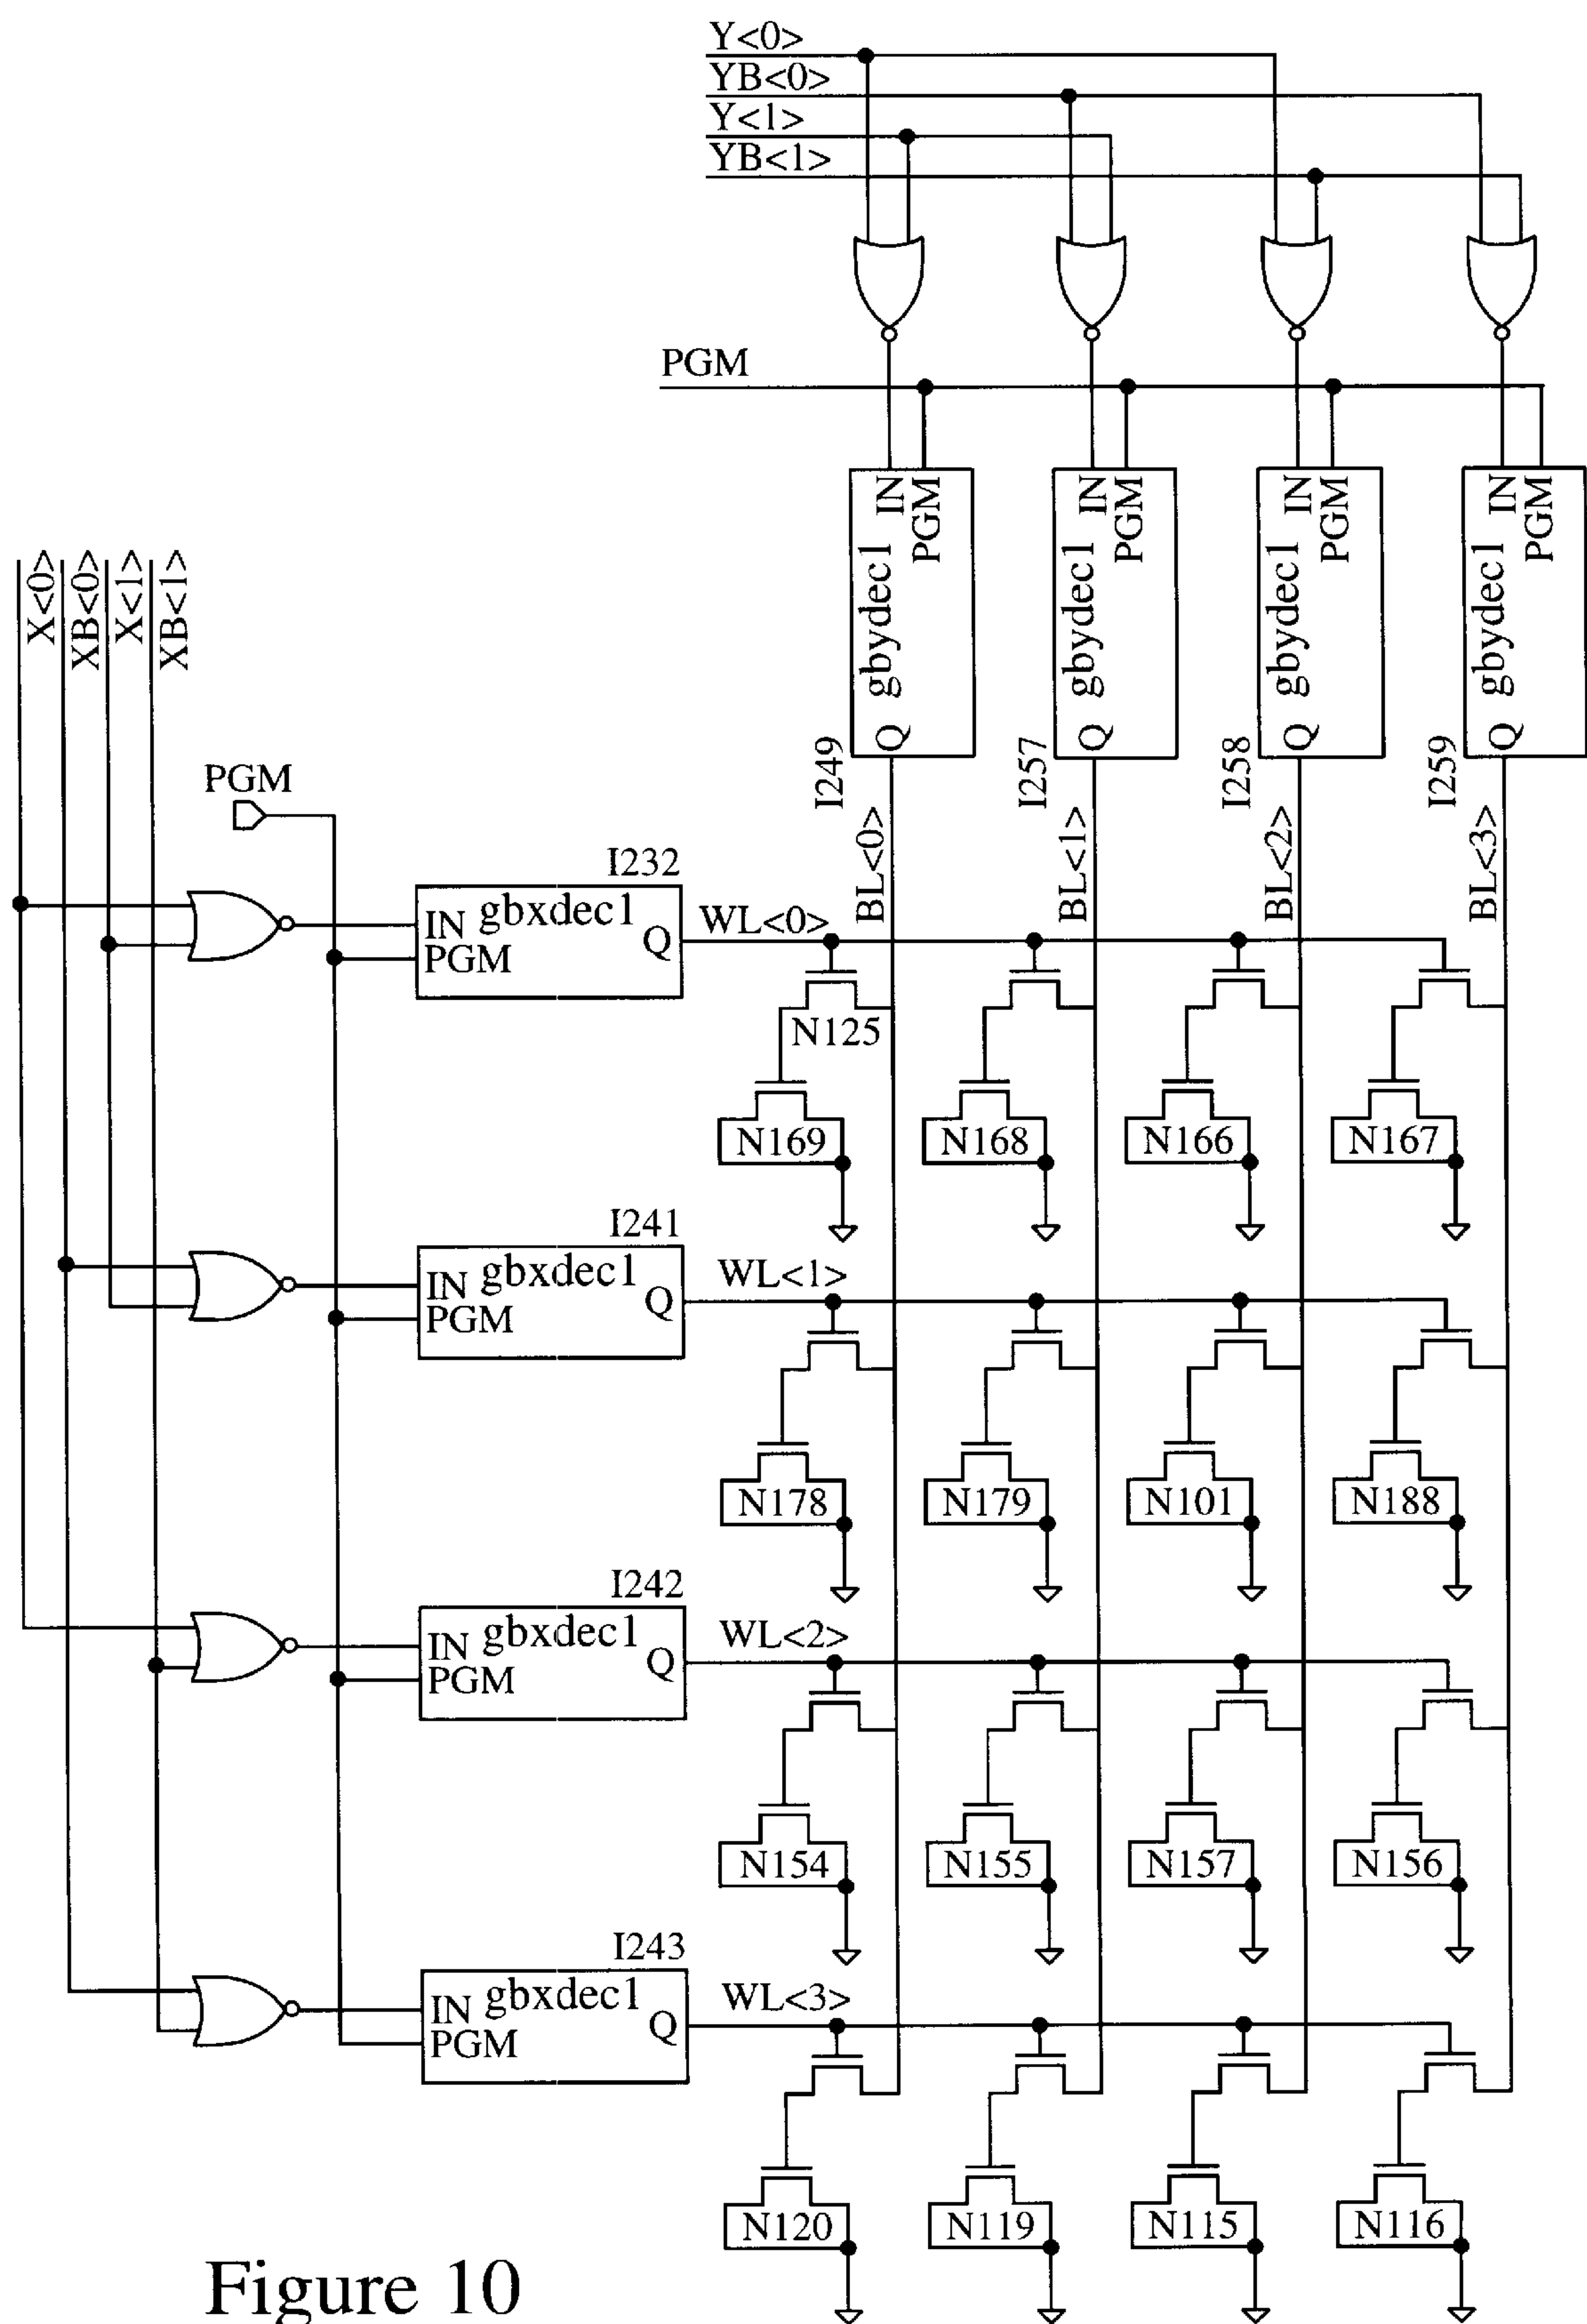 Y<0>
YB<0>
Y<1>
YB<1>
PGM
IN
PGM
gbydec1
Q
I249
IN
PGM
gbydec1
Q
I257
IN
PGM
gbydec1
Q
I258
IN
PGM
gbydec1
Q
I259
X<0>
XB<0>
X<1>
XB<1>
PGM
BL<0>
BL<1>
BL<2>
BL<3>
I232
IN gbxdec1
PGM
Q
WL<0>
N125
N169 N168 N166 N167
I241
IN gbxdec1
PGM
Q
WL<1>
N178 N179 N101 N188
I242
IN gbxdec1
PGM
Q
WL<2>
N154 N155 N157 N156
I243
IN gbxdec1
PGM
Q
WL<3>
N120 N119 N115 N116
Figure 10